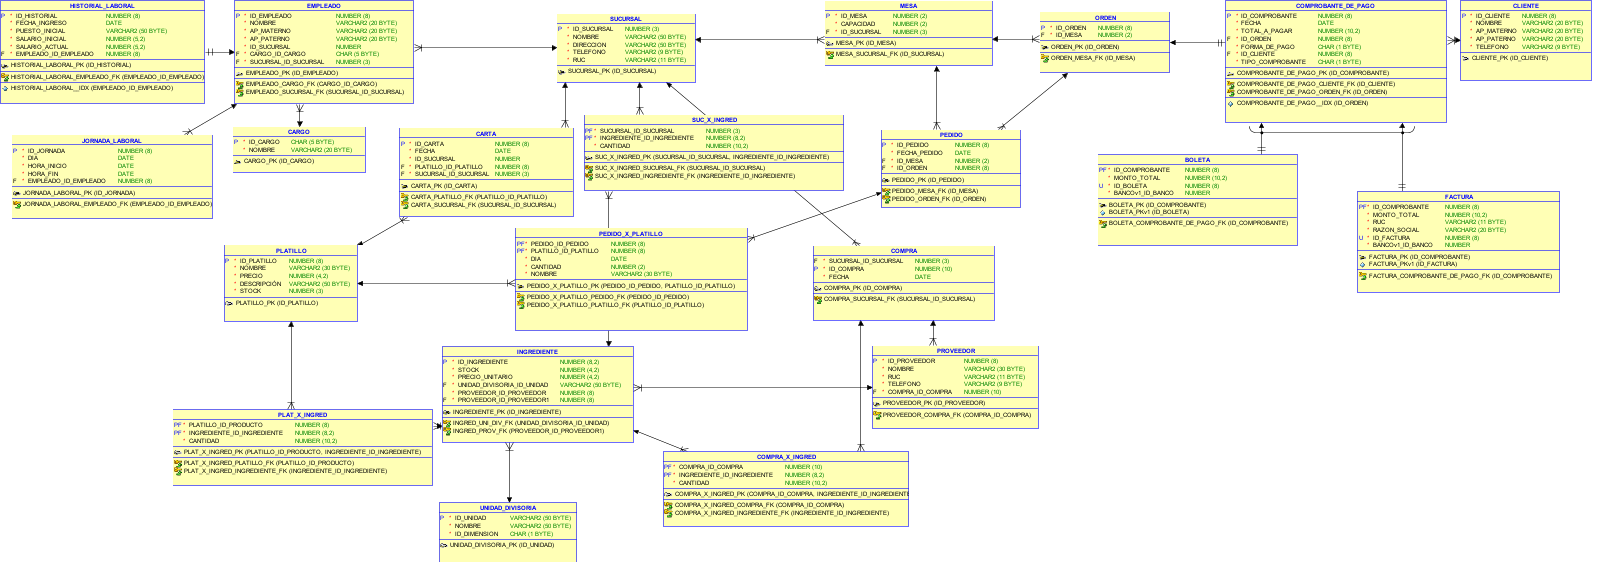 HISTORIAL_LABORAL
P * ID_HISTORIAL NUMBER (8)
* FECHA_INGRESO DATE
* PUESTO_INICIAL VARCHAR2 (50 BYTE)
* SALARIO_INICIAL NUMBER (5,2)
* SALARIO_ACTUAL NUMBER (5,2)
F * EMPLEADO_ID_EMPLEADO NUMBER (8)
HISTORIAL_LABORAL_PK (ID_HISTORIAL)
HISTORIAL_LABORAL_EMPLEADO_FK (EMPLEADO_ID_EMPLEADO)
HISTORIAL_LABORAL__IDX (EMPLEADO_ID_EMPLEADO)
EMPLEADO
P * ID_EMPLEADO NUMBER (8)
* NOMBRE VARCHAR2 (20 BYTE)
* AP_MATERNO VARCHAR2 (20 BYTE)
* AP_PATERNO VARCHAR2 (20 BYTE)
* ID_SUCURSAL NUMBER
F * CARGO_ID_CARGO CHAR (5 BYTE)
F * SUCURSAL_ID_SUCURSAL NUMBER (3)
EMPLEADO_PK (ID_EMPLEADO)
EMPLEADO_CARGO_FK (CARGO_ID_CARGO)
EMPLEADO_SUCURSAL_FK (SUCURSAL_ID_SUCURSAL)
SUCURSAL
P * ID_SUCURSAL NUMBER (3)
* NOMBRE VARCHAR2 (50 BYTE)
* DIRECCION VARCHAR2 (50 BYTE)
* TELEFONO VARCHAR2 (9 BYTE)
* RUC VARCHAR2 (11 BYTE)
SUCURSAL_PK (ID_SUCURSAL)
MESA
P * ID_MESA NUMBER (2)
* CAPACIDAD NUMBER (2)
F * ID_SUCURSAL NUMBER (3)
MESA_PK (ID_MESA)
MESA_SUCURSAL_FK (ID_SUCURSAL)
ORDEN
P * ID_ORDEN NUMBER (8)
F * ID_MESA NUMBER (2)
ORDEN_PK (ID_ORDEN)
ORDEN_MESA_FK (ID_MESA)
COMPROBANTE_DE_PAGO
P * ID_COMPROBANTE NUMBER (8)
* FECHA DATE
* TOTAL_A_PAGAR NUMBER (10,2)
F * ID_ORDEN NUMBER (8)
* FORMA_DE_PAGO CHAR (1 BYTE)
F * ID_CLIENTE NUMBER (8)
* TIPO_COMPROBANTE CHAR (1 BYTE)
COMPROBANTE_DE_PAGO_PK (ID_COMPROBANTE)
COMPROBANTE_DE_PAGO_CLIENTE_FK (ID_CLIENTE)
COMPROBANTE_DE_PAGO_ORDEN_FK (ID_ORDEN)
COMPROBANTE_DE_PAGO__IDX (ID_ORDEN)
CLIENTE
P * ID_CLIENTE NUMBER (8)
* NOMBRE VARCHAR2 (20 BYTE)
* AP_MATERNO VARCHAR2 (20 BYTE)
* AP_PATERNO VARCHAR2 (20 BYTE)
* TELEFONO VARCHAR2 (9 BYTE)
CLIENTE_PK (ID_CLIENTE)
JORNADA_LABORAL
P * ID_JORNADA NUMBER (8)
* DIA DATE
* HORA_INICIO DATE
* HORA_FIN DATE
F * EMPLEADO_ID_EMPLEADO NUMBER (8)
JORNADA_LABORAL_PK (ID_JORNADA)
JORNADA_LABORAL_EMPLEADO_FK (EMPLEADO_ID_EMPLEADO)
CARGO
P * ID_CARGO CHAR (5 BYTE)
* NOMBRE VARCHAR2 (20 BYTE)
CARGO_PK (ID_CARGO)
CARTA
P * ID_CARTA NUMBER (8)
* FECHA DATE
* ID_SUCURSAL NUMBER
F * PLATILLO_ID_PLATILLO NUMBER (8)
F * SUCURSAL_ID_SUCURSAL NUMBER (3)
CARTA_PK (ID_CARTA)
CARTA_PLATILLO_FK (PLATILLO_ID_PLATILLO)
CARTA_SUCURSAL_FK (SUCURSAL_ID_SUCURSAL)
SUC_X_INGRED
PF* SUCURSAL_ID_SUCURSAL NUMBER (3)
PF* INGREDIENTE_ID_INGREDIENTE NUMBER (8,2)
* CANTIDAD NUMBER (10,2)
SUC_X_INGRED_PK (SUCURSAL_ID_SUCURSAL, INGREDIENTE_ID_INGREDIENTE)
SUC_X_INGRED_SUCURSAL_FK (SUCURSAL_ID_SUCURSAL)
SUC_X_INGRED_INGREDIENTE_FK (INGREDIENTE_ID_INGREDIENTE)
PEDIDO
P * ID_PEDIDO NUMBER (8)
* FECHA_PEDIDO DATE
F * ID_MESA NUMBER (2)
F * ID_ORDEN NUMBER (8)
PEDIDO_PK (ID_PEDIDO)
PEDIDO_MESA_FK (ID_MESA)
PEDIDO_ORDEN_FK (ID_ORDEN)
BOLETA
PF* ID_COMPROBANTE NUMBER (8)
* MONTO_TOTAL NUMBER (10,2)
U * ID_BOLETA NUMBER (8)
* BANCOv1_ID_BANCO NUMBER
BOLETA_PK (ID_COMPROBANTE)
BOLETA_PKv1 (ID_BOLETA)
BOLETA_COMPROBANTE_DE_PAGO_FK (ID_COMPROBANTE)
FACTURA
PF* ID_COMPROBANTE NUMBER (8)
* MONTO_TOTAL NUMBER (10,2)
* RUC VARCHAR2 (11 BYTE)
* RAZON_SOCIAL VARCHAR2 (20 BYTE)
U * ID_FACTURA NUMBER (8)
* BANCOv1_ID_BANCO NUMBER
FACTURA_PK (ID_COMPROBANTE)
FACTURA_PKv1 (ID_FACTURA)
FACTURA_COMPROBANTE_DE_PAGO_FK (ID_COMPROBANTE)
PLATILLO
P * ID_PLATILLO NUMBER (8)
* NOMBRE VARCHAR2 (30 BYTE)
* PRECIO NUMBER (4,2)
* DESCRIPCIÓN VARCHAR2 (50 BYTE)
* STOCK NUMBER (3)
PLATILLO_PK (ID_PLATILLO)
PEDIDO_X_PLATILLO
PF* PEDIDO_ID_PEDIDO NUMBER (8)
PF* PLATILLO_ID_PLATILLO NUMBER (8)
* DIA DATE
* CANTIDAD NUMBER (2)
* NOMBRE VARCHAR2 (30 BYTE)
PEDIDO_X_PLATILLO_PK (PEDIDO_ID_PEDIDO, PLATILLO_ID_PLATILLO)
PEDIDO_X_PLATILLO_PEDIDO_FK (PEDIDO_ID_PEDIDO)
PEDIDO_X_PLATILLO_PLATILLO_FK (PLATILLO_ID_PLATILLO)
COMPRA
F * SUCURSAL_ID_SUCURSAL NUMBER (3)
P * ID_COMPRA NUMBER (10)
* FECHA DATE
COMPRA_PK (ID_COMPRA)
COMPRA_SUCURSAL_FK (SUCURSAL_ID_SUCURSAL)
INGREDIENTE
P * ID_INGREDIENTE NUMBER (8,2)
* STOCK NUMBER (4,2)
* PRECIO_UNITARIO NUMBER (4,2)
F * UNIDAD_DIVISORIA_ID_UNIDAD VARCHAR2 (50 BYTE)
* PROVEEDOR_ID_PROVEEDOR NUMBER (8)
F * PROVEEDOR_ID_PROVEEDOR1 NUMBER (8)
INGREDIENTE_PK (ID_INGREDIENTE)
INGRED_UNI_DIV_FK (UNIDAD_DIVISORIA_ID_UNIDAD)
INGRED_PROV_FK (PROVEEDOR_ID_PROVEEDOR1)
PROVEEDOR
P * ID_PROVEEDOR NUMBER (8)
* NOMBRE VARCHAR2 (30 BYTE)
* RUC VARCHAR2 (11 BYTE)
* TELEFONO VARCHAR2 (9 BYTE)
F * COMPRA_ID_COMPRA NUMBER (10)
PROVEEDOR_PK (ID_PROVEEDOR)
PROVEEDOR_COMPRA_FK (COMPRA_ID_COMPRA)
PLAT_X_INGRED
PF* PLATILLO_ID_PRODUCTO NUMBER (8)
PF* INGREDIENTE_ID_INGREDIENTE NUMBER (8,2)
* CANTIDAD NUMBER (10,2)
PLAT_X_INGRED_PK (PLATILLO_ID_PRODUCTO, INGREDIENTE_ID_INGREDIENTE)
PLAT_X_INGRED_PLATILLO_FK (PLATILLO_ID_PRODUCTO)
PLAT_X_INGRED_INGREDIENTE_FK (INGREDIENTE_ID_INGREDIENTE)
COMPRA_X_INGRED
PF* COMPRA_ID_COMPRA NUMBER (10)
PF* INGREDIENTE_ID_INGREDIENTE NUMBER (8,2)
* CANTIDAD NUMBER (10,2)
COMPRA_X_INGRED_PK (COMPRA_ID_COMPRA, INGREDIENTE_ID_INGREDIENTE
COMPRA_X_INGRED_COMPRA_FK (COMPRA_ID_COMPRA)
COMPRA_X_INGRED_INGREDIENTE_FK (INGREDIENTE_ID_INGREDIENTE)
UNIDAD_DIVISORIA
P * ID_UNIDAD VARCHAR2 (50 BYTE)
* NOMBRE VARCHAR2 (50 BYTE)
* ID_DIMENSION CHAR (1 BYTE)
UNIDAD_DIVISORIA_PK (ID_UNIDAD)